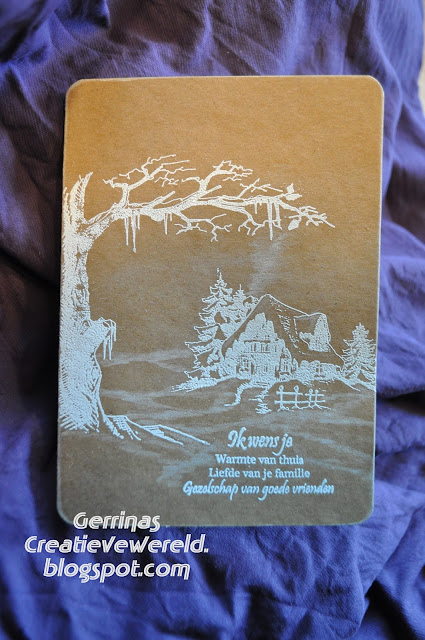 Ik wens je
Warmte van thuis
Liefde van je familie
Gezelschap van goede vrienden
Gerrinas
CreatieveWereld.
blogspot.com